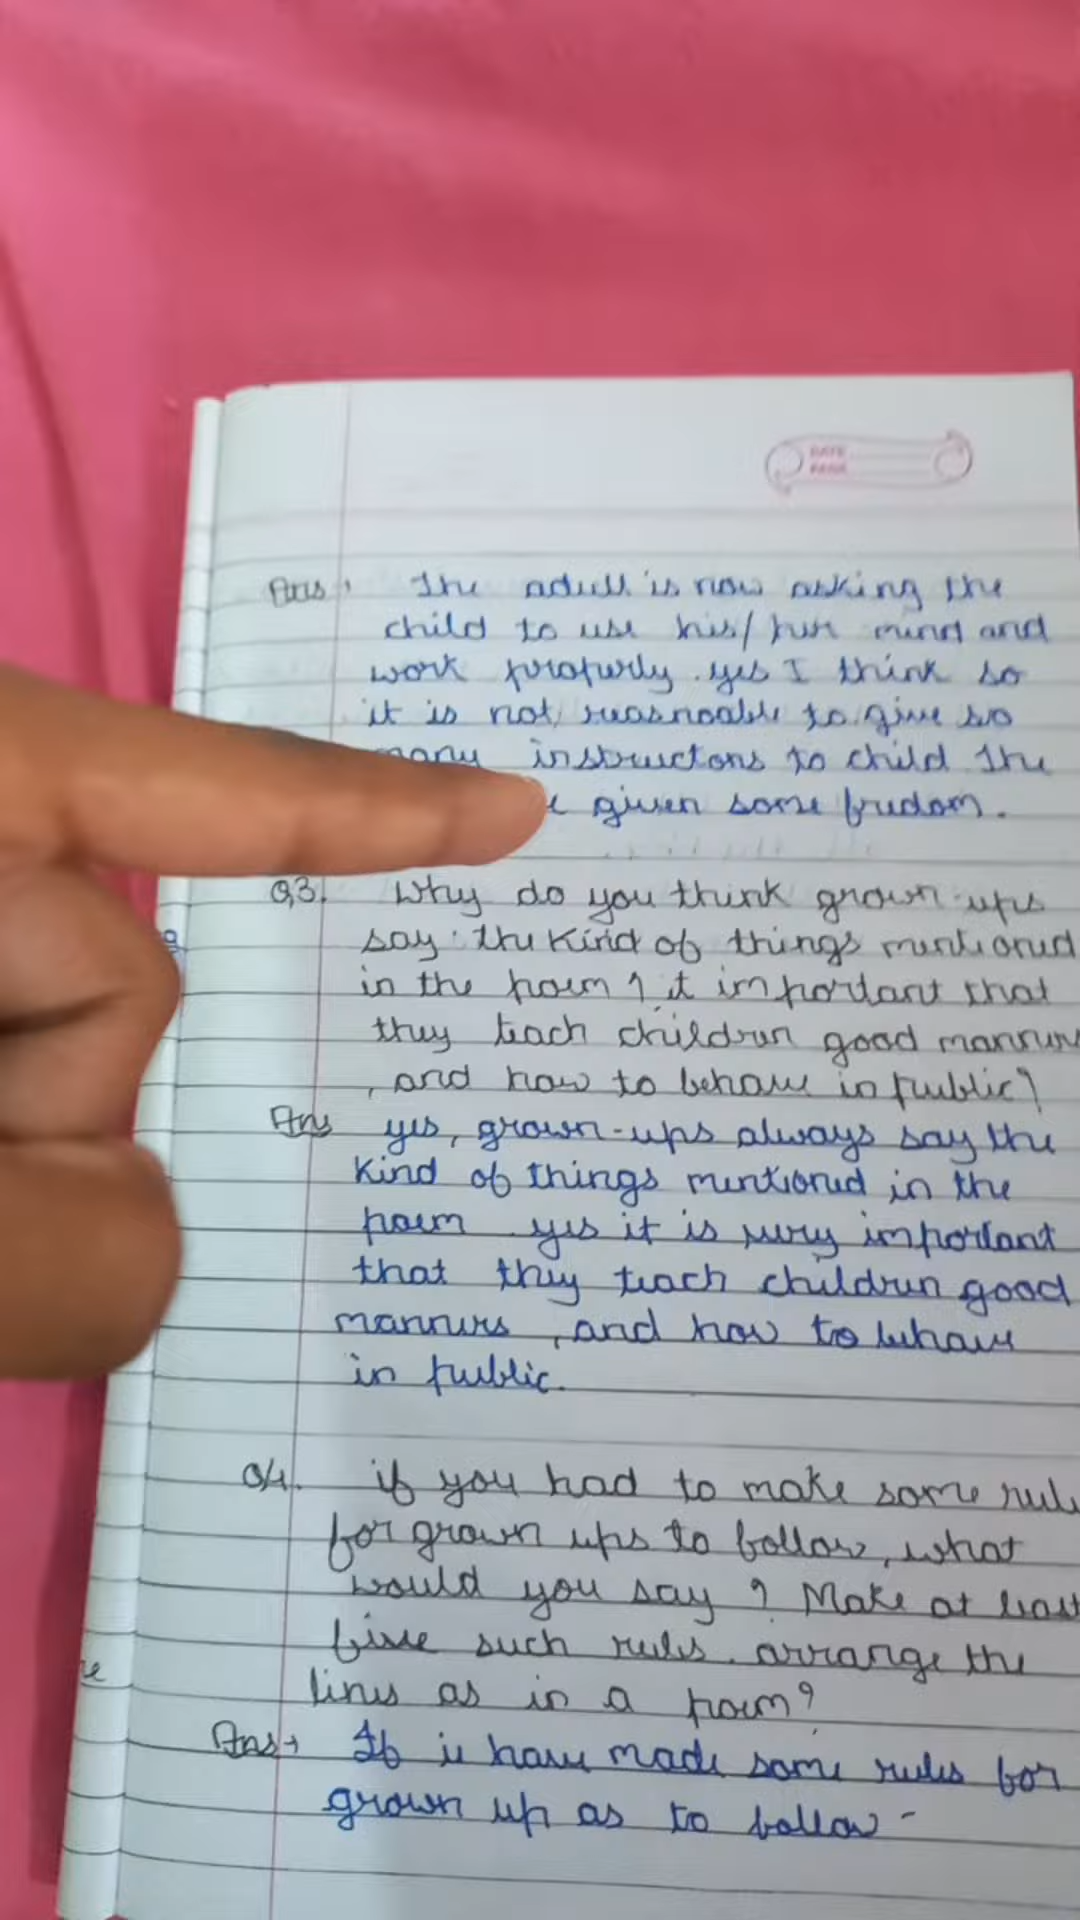 DATE
PAGE
Ans → The adult is now asking the
child to use his/her mind and
work properly. yes I think so
it is not, reasnoable to give so
many instructons to child The
given some fredom.
Q3. Why do you think grown-ups
say the kind of things mentioned
in the poem? it important that
they teach children good manners
, and how to behave in public?
Ans yes, grown-ups always say the
kind of things mentioned in the
poem yes it is very important
that they teach children good
manners, and how to behave
in public.
Q4. if you had to make some rule
for grown ups to follow, what
would you say? Make at least
five such rules. arrange the
lines as in a poem?
Ans → If i have made some rules for
grown up as to follow -